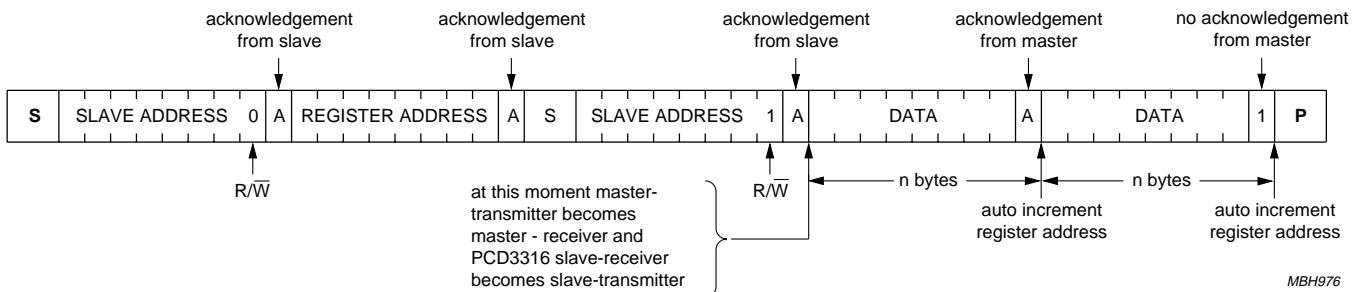 acknowledgement
from slave
acknowledgement
from slave
acknowledgement
from slave
acknowledgement
from master
no acknowledgement
from master
S SLAVE ADDRESS 0 A REGISTER ADDRESS A S SLAVE ADDRESS 1 A DATA A DATA 1 P
R/W̅
R/W̅
n bytes
n bytes
at this moment master-
transmitter becomes
master - receiver and
PCD3316 slave-receiver
becomes slave-transmitter
auto increment
register address
auto increment
register address
MBH976